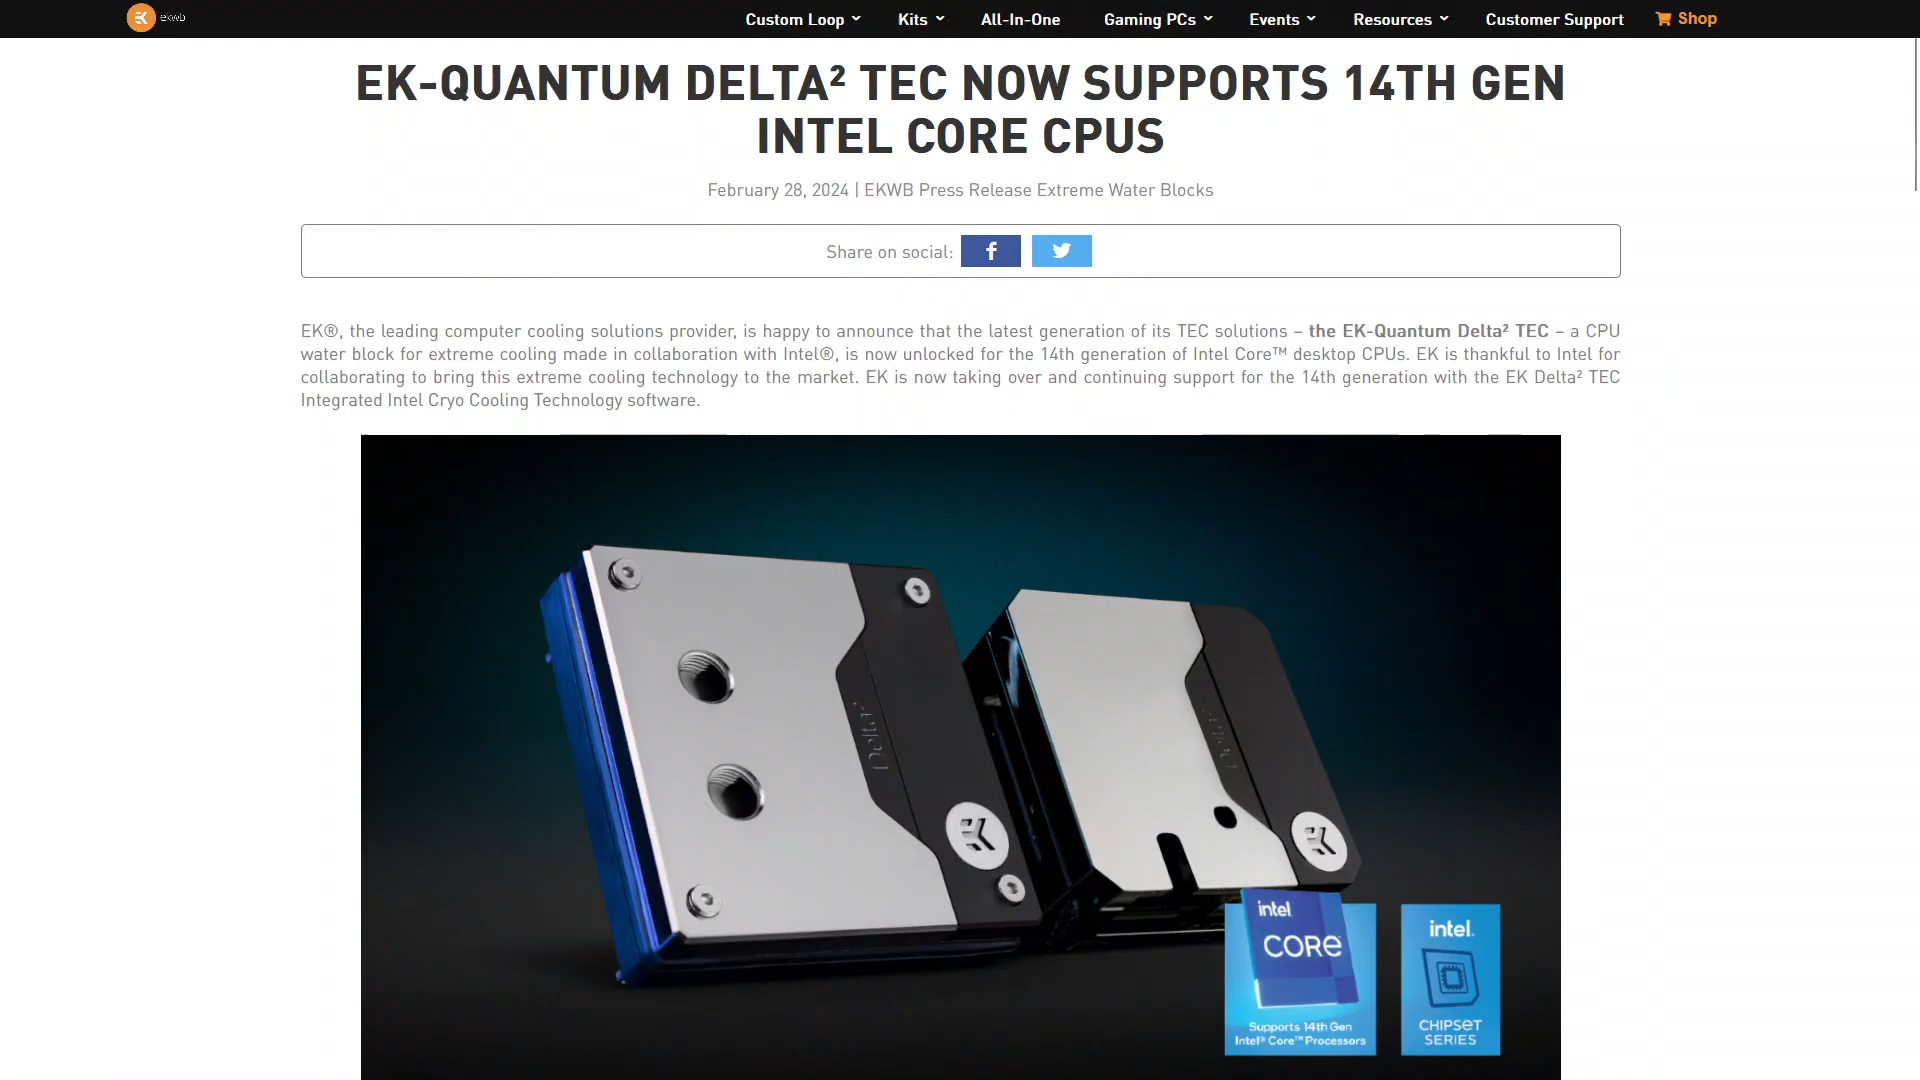 ekwb
Custom Loop
Kits
All-In-One
Gaming PCs
Events
Resources
Customer Support
Shop
EK-QUANTUM DELTA² TEC NOW SUPPORTS 14TH GEN
INTEL CORE CPUS
February 28, 2024 | EKWB Press Release Extreme Water Blocks
Share on social:
EK®, the leading computer cooling solutions provider, is happy to announce that the latest generation of its TEC solutions – the EK-Quantum Delta² TEC – a CPU
water block for extreme cooling made in collaboration with Intel®, is now unlocked for the 14th generation of Intel Core™ desktop CPUs. EK is thankful to Intel for
collaborating to bring this extreme cooling technology to the market. EK is now taking over and continuing support for the 14th generation with the EK Delta² TEC
Integrated Intel Cryo Cooling Technology software.
Delta²
Delta²
intel
CORE
Supports 14th Gen
Intel® Core™ Processors
intel.
CHIPSET
SERIES